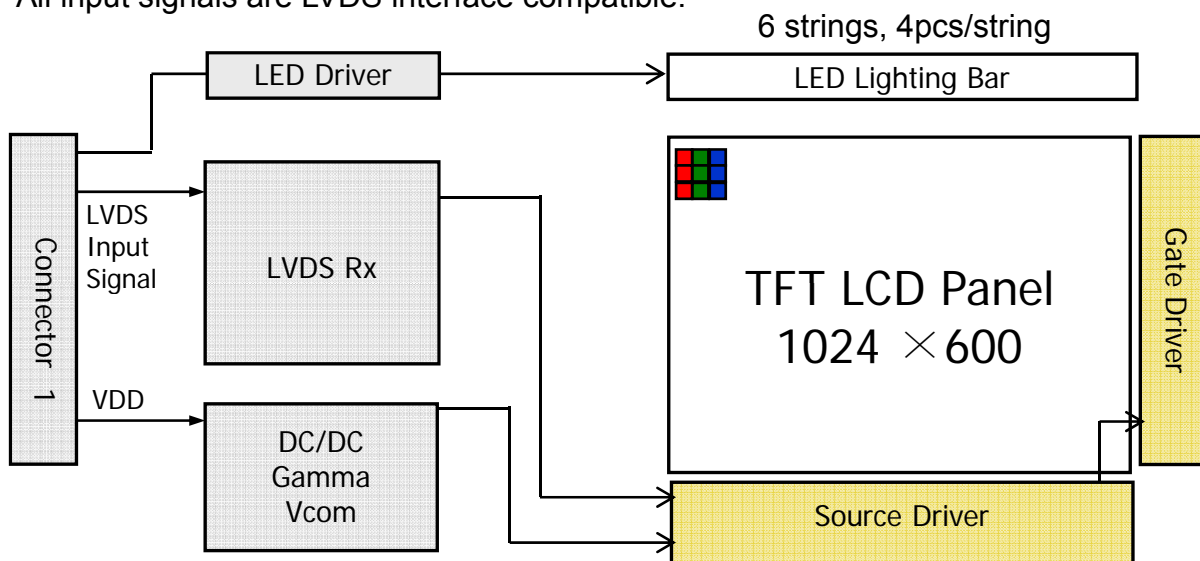 All input signals are LVDS interface compatible.
6 strings, 4pcs/string
LED Driver
LED Lighting Bar
Connector 1
LVDS
Input
Signal
LVDS Rx
TFT LCD Panel
1024 ×600
Gate Driver
VDD
DC/DC
Gamma
Vcom
Source Driver